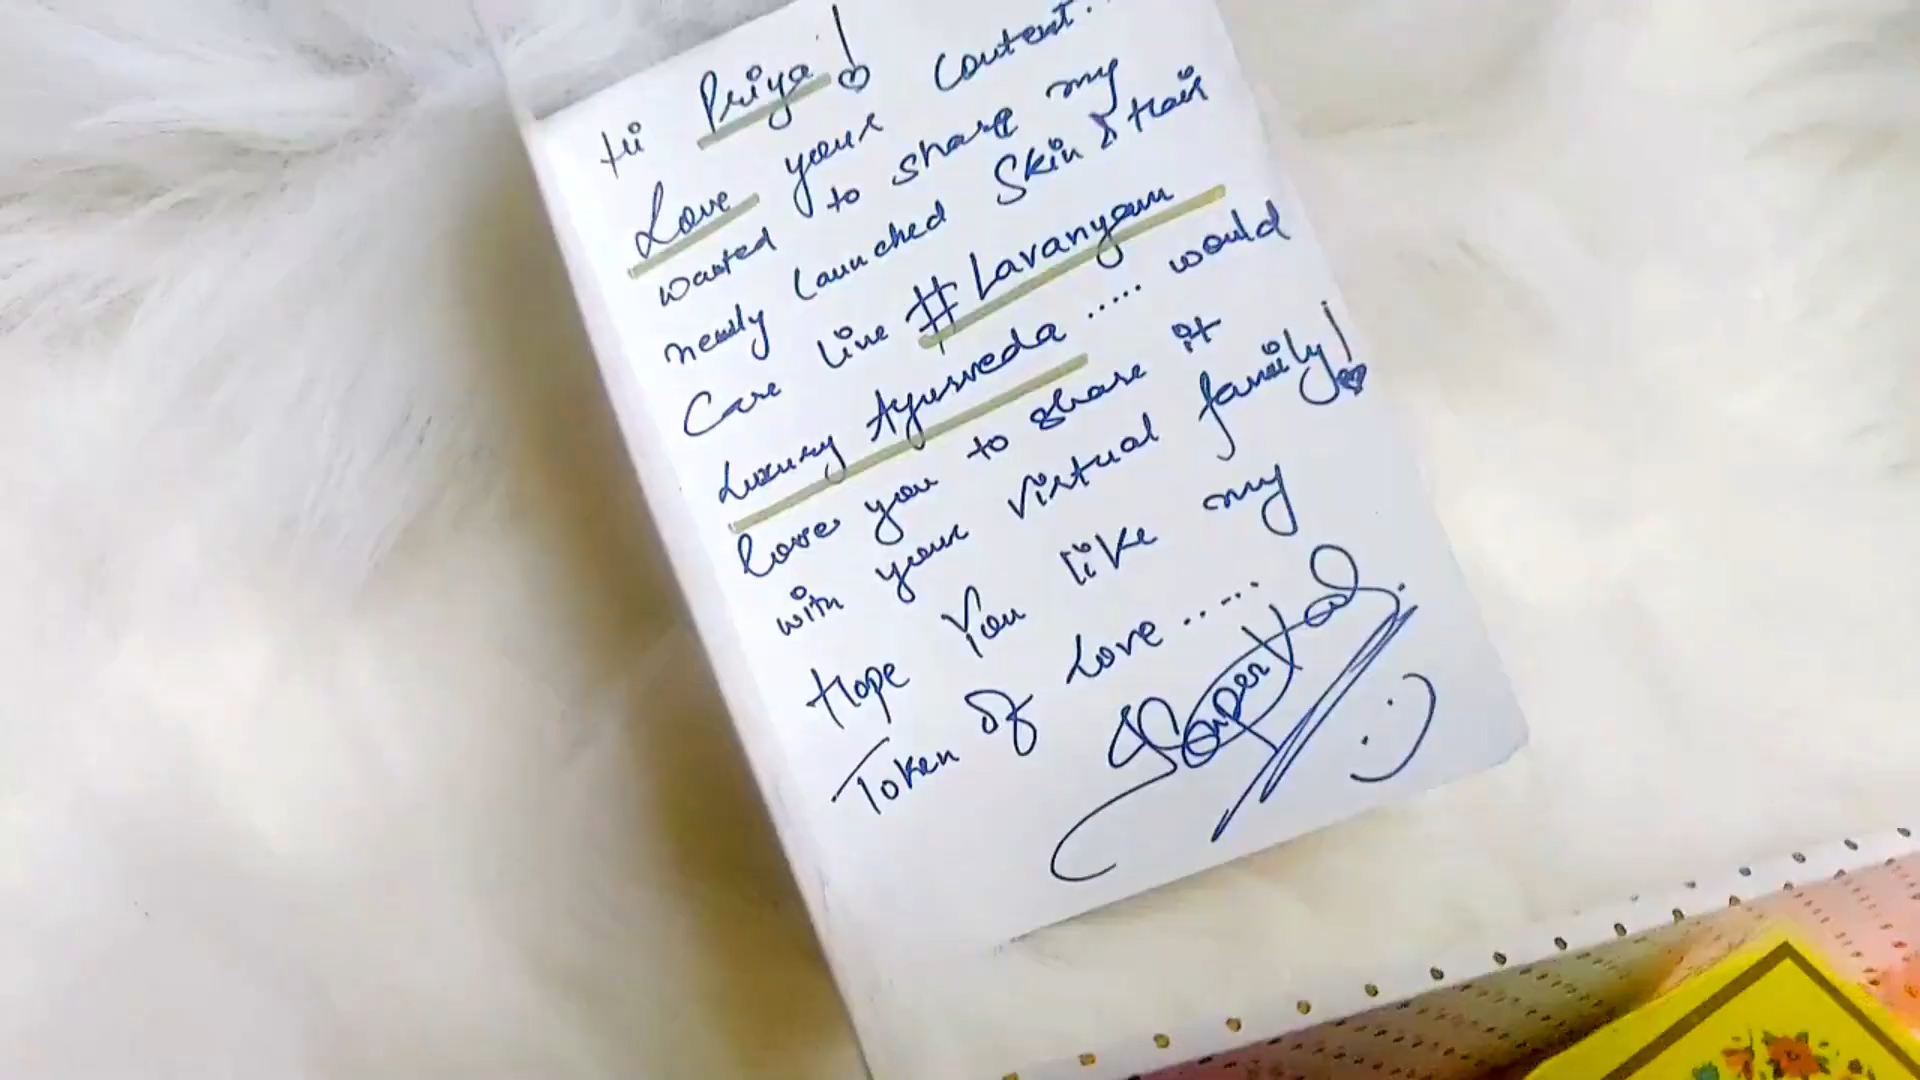 Hi Priya!
Love your content..
wanted to share my
newly launched Skin & Hair
Care line #Lavanyam
Luxury Ayurveda ..... would
love you to share it
with your virtual family!
Hope You like my
Token of Love .....